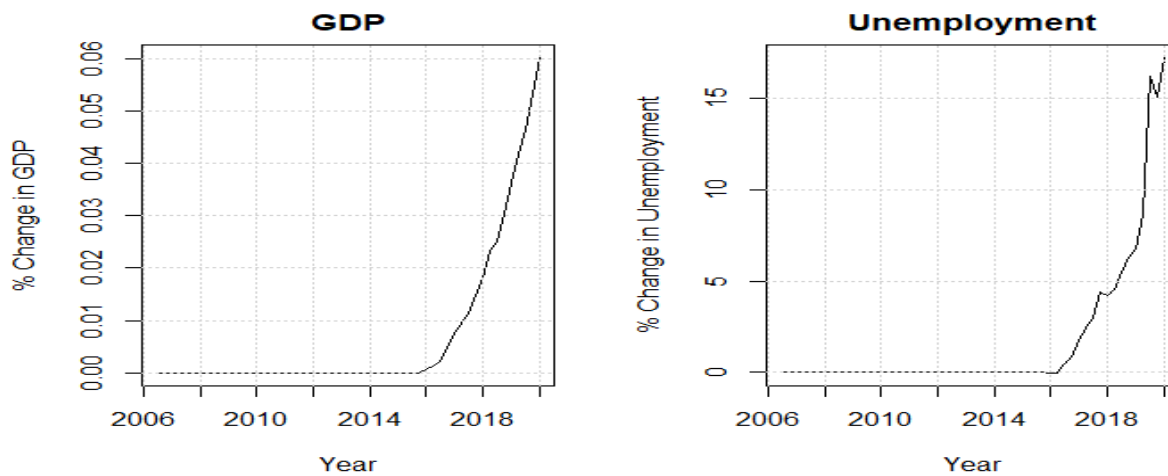 GDP
% Change in GDP
0.06
0.05
0.04
0.03
0.02
0.01
0.00
2006 2010 2014 2018
Year
Unemployment
% Change in Unemployment
15
10
5
0
2006 2010 2014 2018
Year